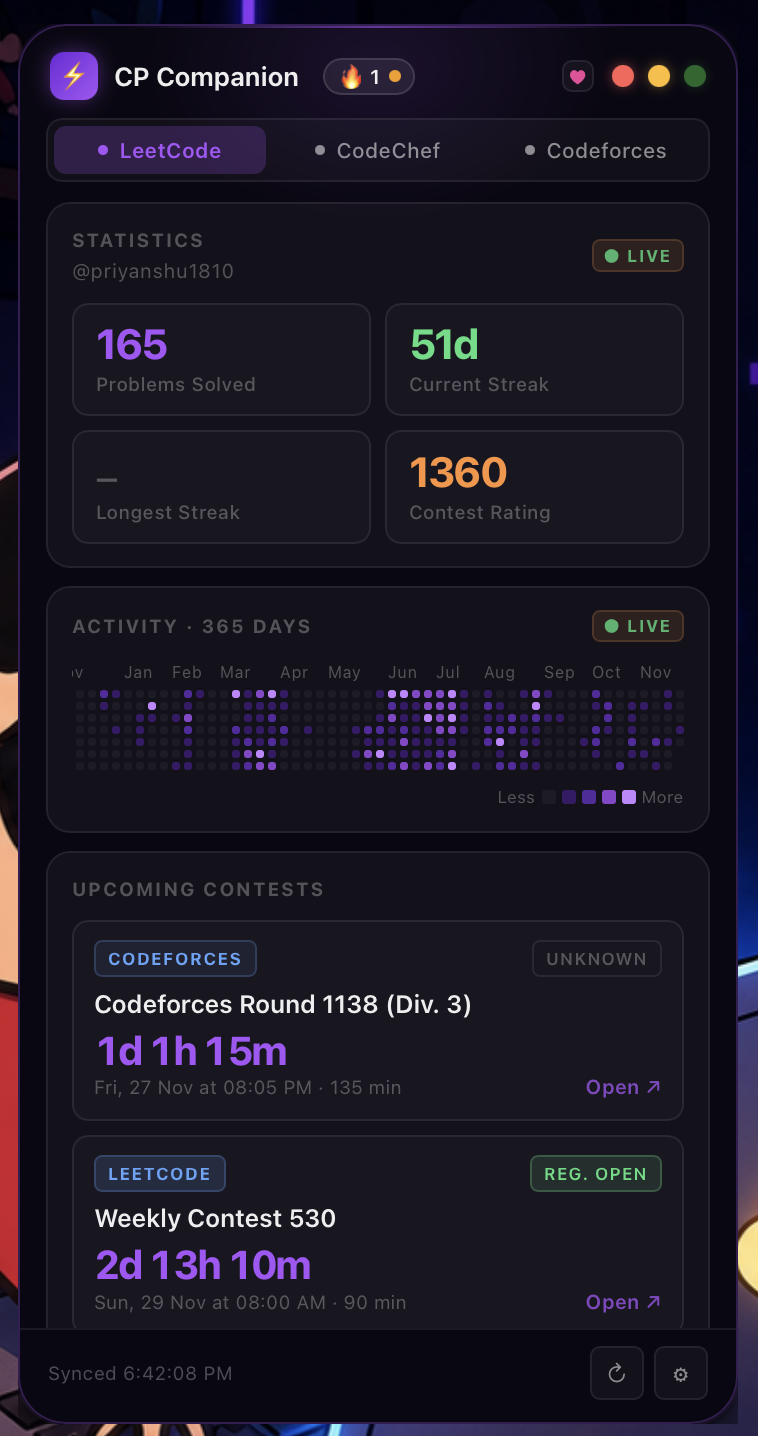 CP Companion
1
LeetCode
CodeChef
Codeforces
STATISTICS
@priyanshu1810
LIVE
165
Problems Solved
51d
Current Streak
–
Longest Streak
1360
Contest Rating
ACTIVITY · 365 DAYS
LIVE
Jan Feb Mar Apr May Jun Jul Aug Sep Oct Nov
Less More
UPCOMING CONTESTS
CODEFORCES
UNKNOWN
Codeforces Round 1138 (Div. 3)
1d 1h 15m
Fri, 27 Nov at 08:05 PM · 135 min
Open ↗
LEETCODE
REG. OPEN
Weekly Contest 530
2d 13h 10m
Sun, 29 Nov at 08:00 AM · 90 min
Open ↗
Synced 6:42:08 PM